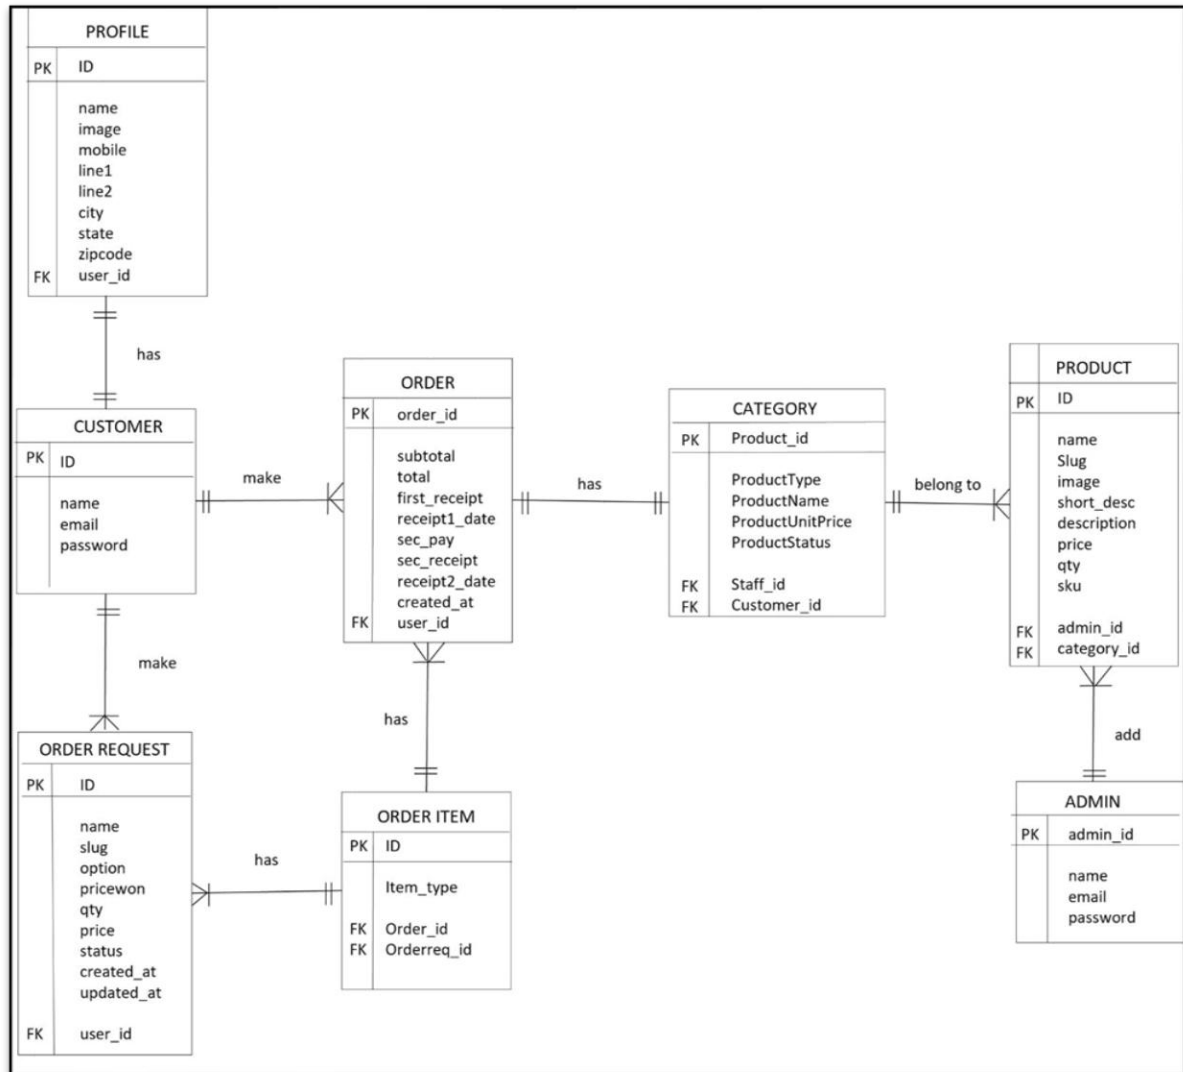 PROFILE
PK ID
name
image
mobile
line1
line2
city
state
zipcode
FK user_id
has
CUSTOMER
PK ID
name
email
password
make
ORDER
PK order_id
subtotal
total
first_receipt
receipt1_date
sec_pay
sec_receipt
receipt2_date
created_at
FK user_id
has
CATEGORY
PK Product_id
ProductType
ProductName
ProductUnitPrice
ProductStatus
FK Staff_id
FK Customer_id
belong to
PRODUCT
PK ID
name
Slug
image
short_desc
description
price
qty
sku
FK admin_id
FK category_id
make
has
add
ORDER REQUEST
PK ID
name
slug
option
pricewon
qty
price
status
created_at
updated_at
FK user_id
has
ORDER ITEM
PK ID
Item_type
FK Order_id
FK Orderreq_id
ADMIN
PK admin_id
name
email
password